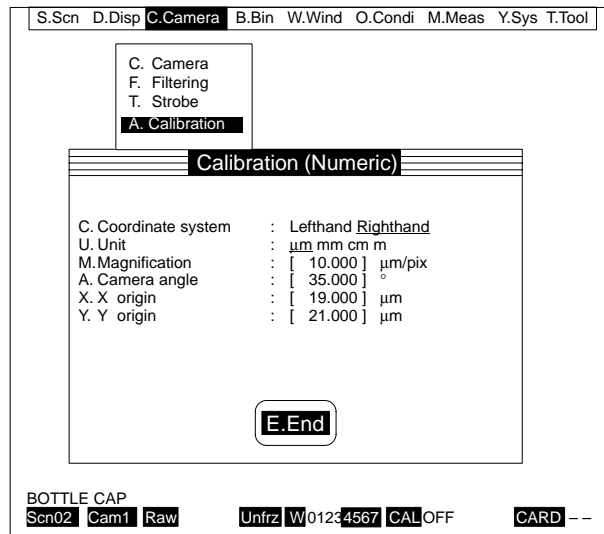 S.Scn D.Disp C.Camera B.Bin W.Wind O.Condi M.Meas Y.Sys T.Tool
C. Camera
F. Filtering
T. Strobe
A. Calibration
Calibration (Numeric)
C. Coordinate system : Lefthand Righthand
U. Unit : µm mm cm m
M.Magnification : [ 10.000 ] µm/pix
A. Camera angle : [ 35.000 ] °
X. X origin : [ 19.000 ] µm
Y. Y origin : [ 21.000 ] µm
E.End
BOTTLE CAP
Scn02 Cam1 Raw Unfrz W 01234567 CAL OFF CARD – –